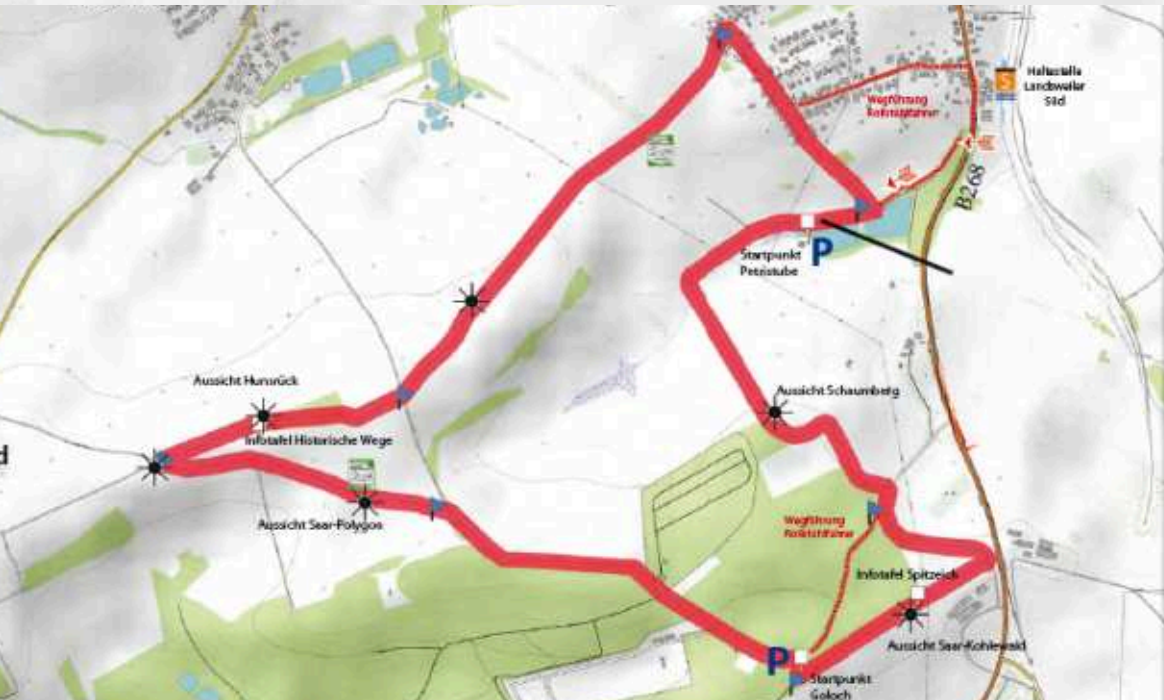 Haltestelle
Landsweiler
Süd
S
Wegführung
Rollstuhlfahrer
B268
Startpunkt
Petristube
P
Aussicht Hunsrück
Aussicht Schaumberg
Infotafel Historische Wege
d
Aussicht Saar-Polygon
Wegführung
Rollstuhlfahrer
Infotafel Spitzeich
Aussicht Saar-Kohlewald
P
Startpunkt
Goloch